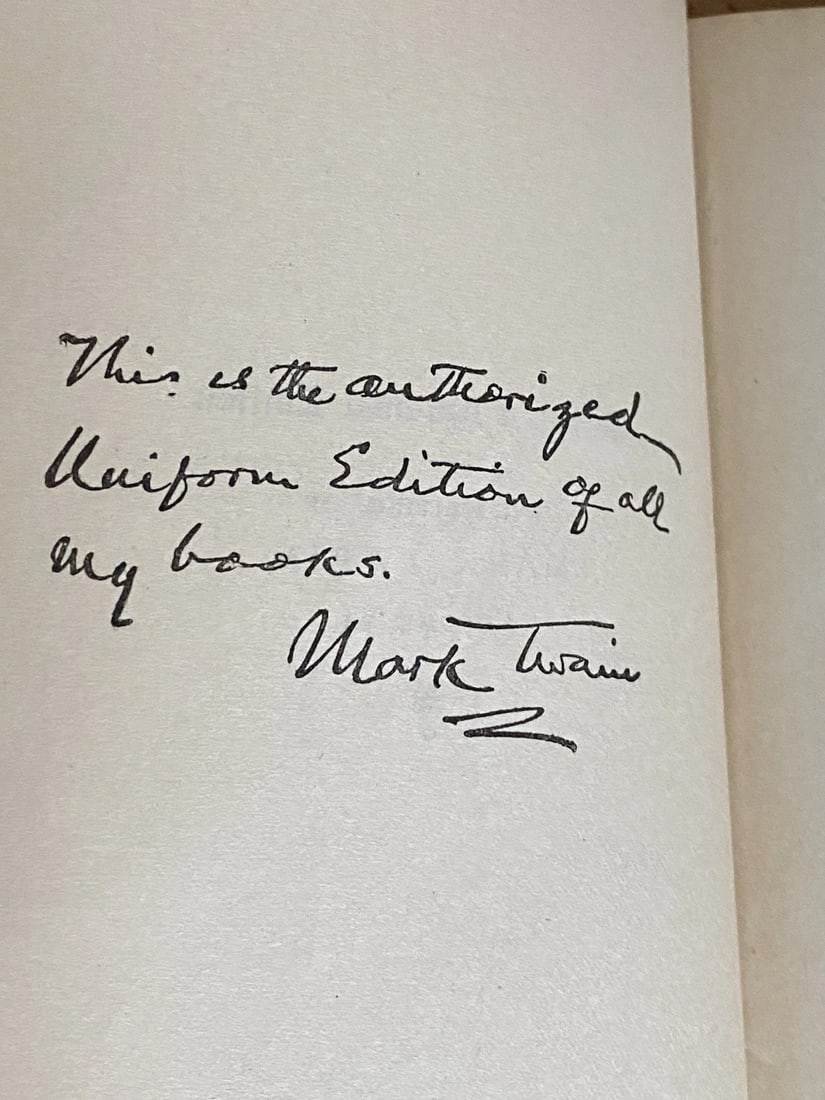 This is the authorized
Uniform Edition of all
my books.
Mark Twain